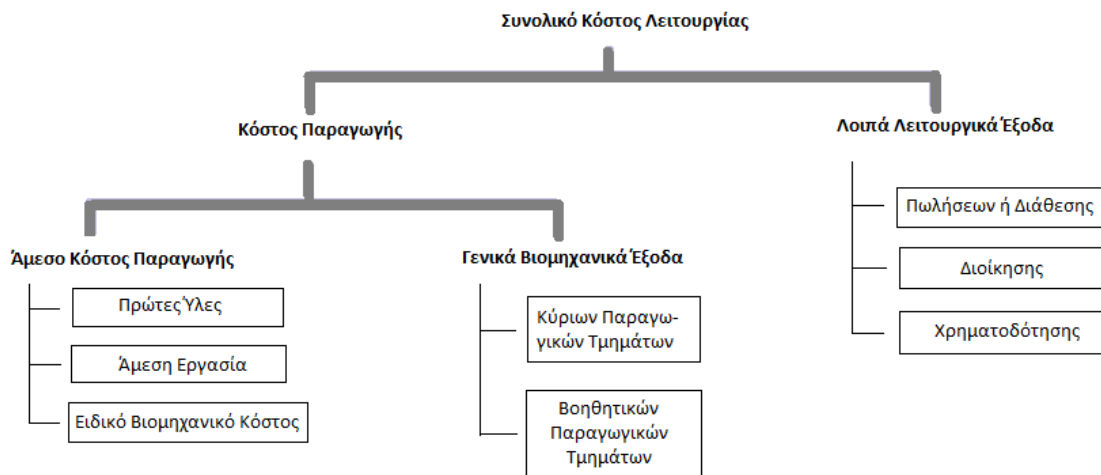 Συνολικό Κόστος Λειτουργίας
Κόστος Παραγωγής
Λοιπά Λειτουργικά Έξοδα
Άμεσο Κόστος Παραγωγής
Πρώτες Ύλες
Άμεση Εργασία
Ειδικό Βιομηχανικό Κόστος
Γενικά Βιομηχανικά Έξοδα
Κύριων Παραγω-
γικών Τμημάτων
Βοηθητικών
Παραγωγικών
Τμημάτων
Πωλήσεων ή Διάθεσης
Διοίκησης
Χρηματοδότησης